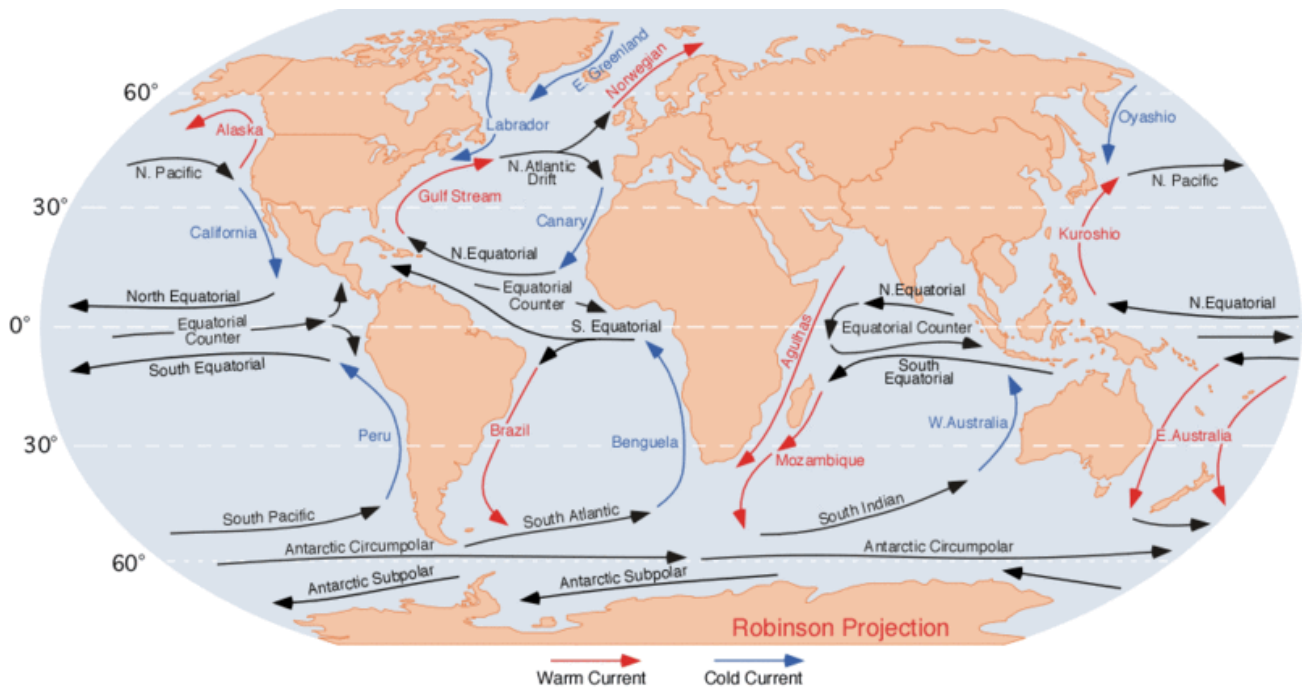 E. Greenland
Norwegian
60°
Alaska
Labrador
Oyashio
N. Pacific
N.Atlantic
Drift
N. Pacific
Gulf Stream
30°
California
Canary
Kuroshio
N.Equatorial
North Equatorial
Equatorial
Counter
N.Equatorial
N.Equatorial
0°
Equatorial
Counter
S. Equatorial
Agulhas
Equatorial Counter
South Equatorial
South
Equatorial
Peru
Brazil
Benguela
W.Australia
E.Australia
30°
Mozambique
South Pacific
South Atlantic
South Indian
Antarctic Circumpolar
Antarctic Circumpolar
60°
Antarctic Subpolar
Antarctic Subpolar
Robinson Projection
Warm Current
Cold Current